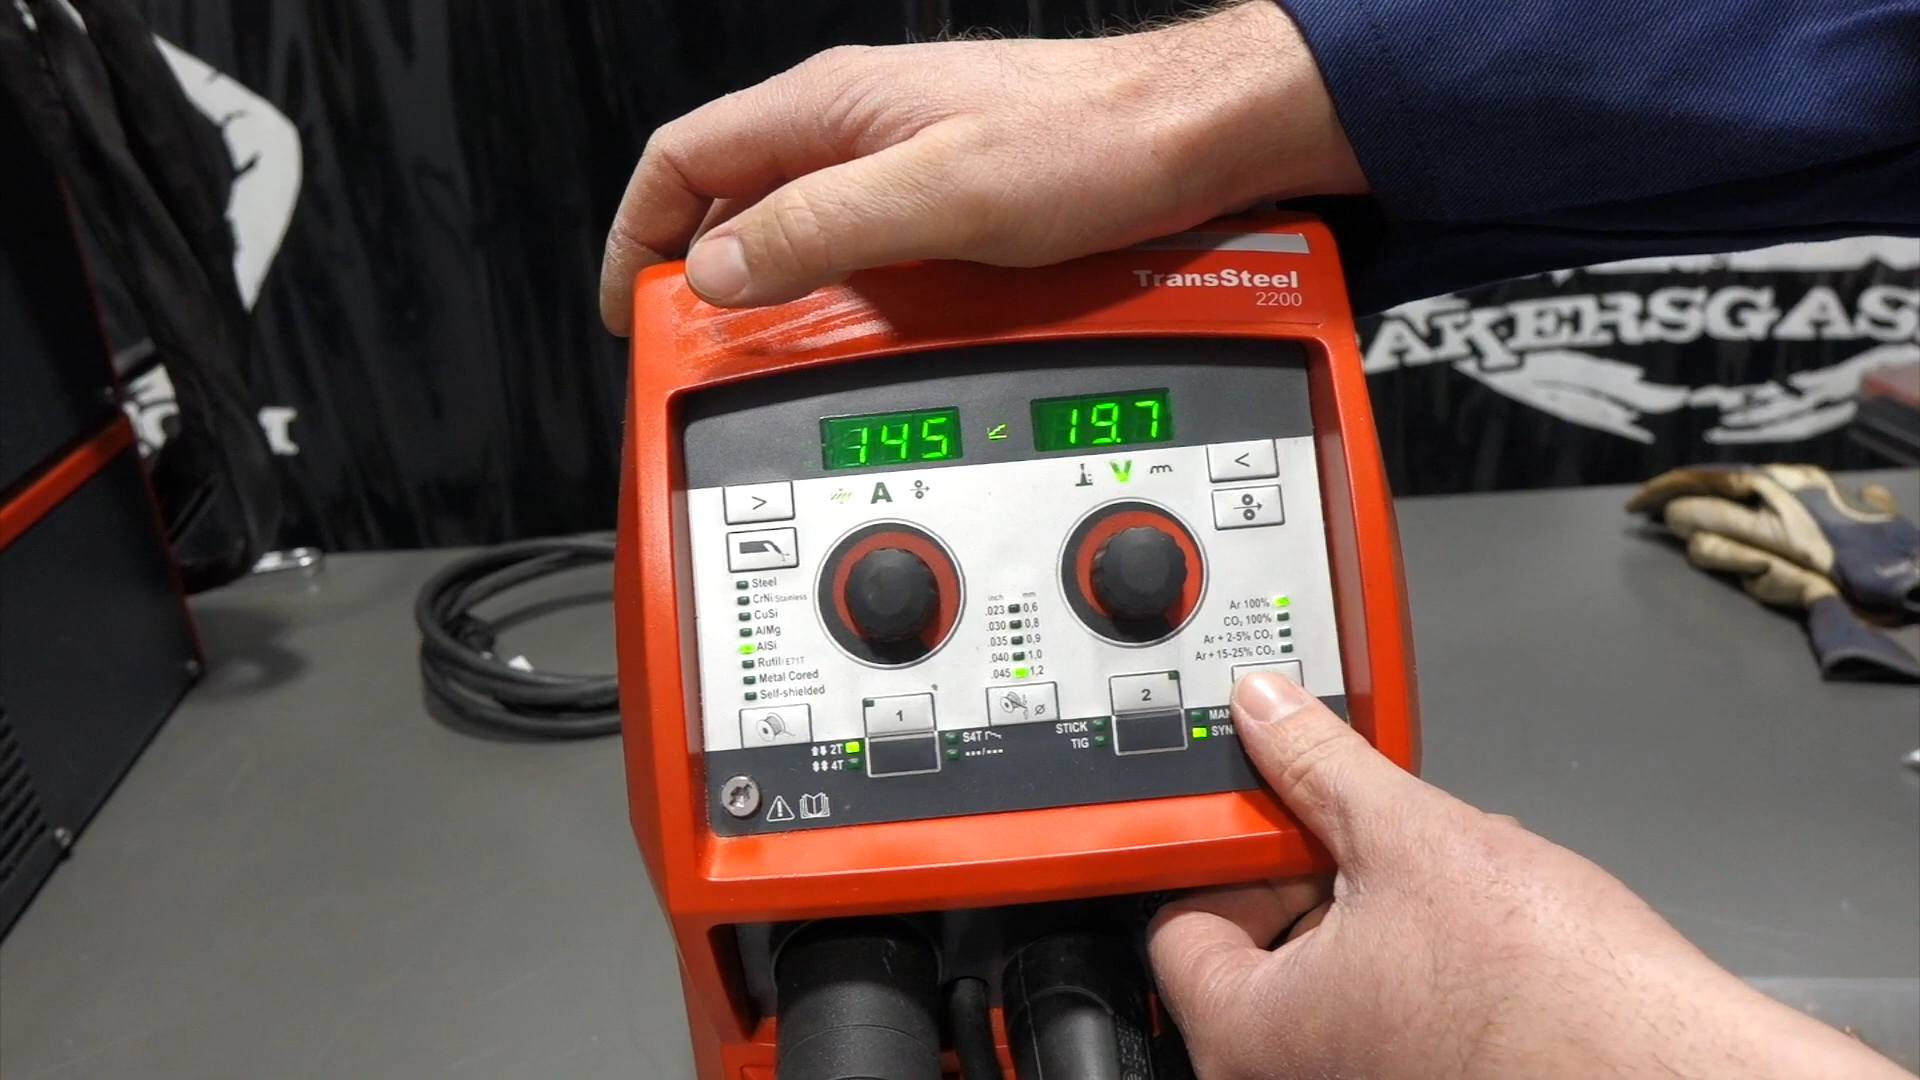 TransSteel
2200
AKERSGAS
145
19.7
A
V
>
<
Steel
CrNi Stainless
CuSi
AlMg
AlSi
Rutil E71T
Metal Cored
Self-shielded
inch mm
.023 0,6
.030 0,8
.035 0,9
.040 1,0
.045 1,2
Ar 100%
CO₂ 100%
Ar + 2-5% CO₂
Ar + 15-25% CO₂
Ø
1
2
2T
4T
S4T
---/---
STICK
TIG
MAN
SYN